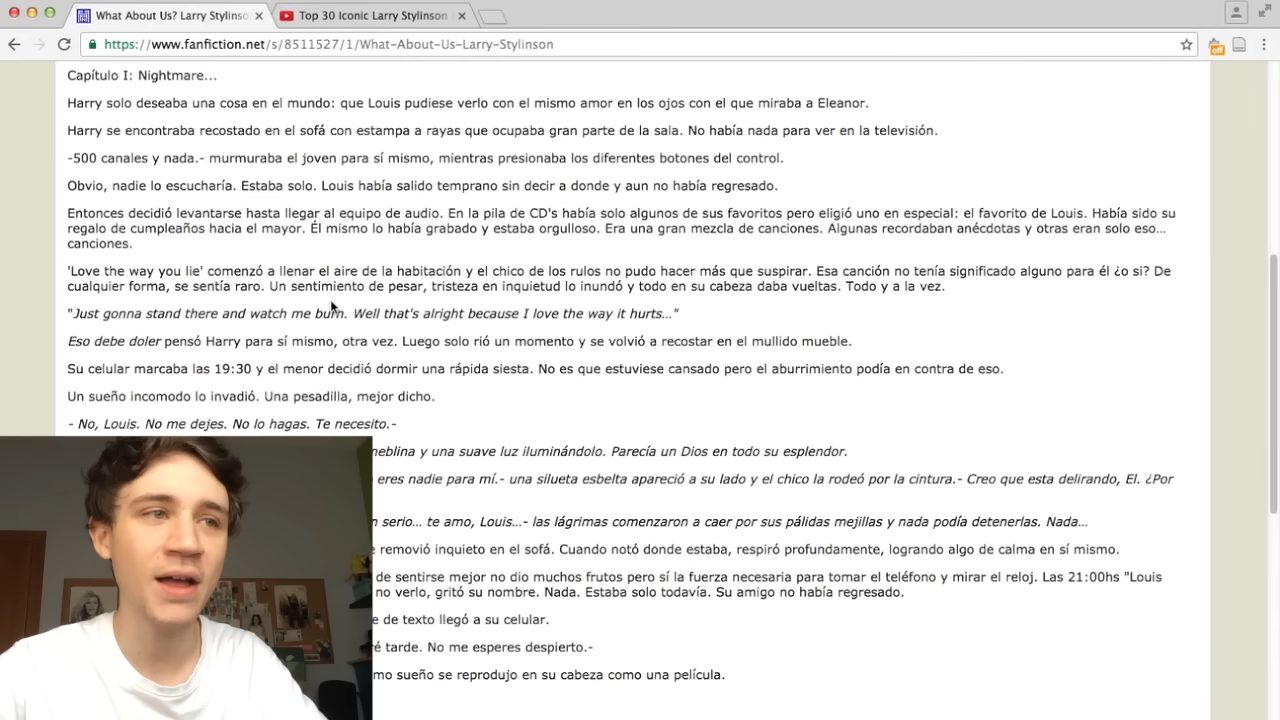 What About Us? Larry Stylinso
Top 30 Iconic Larry Stylinson
https://www.fanfiction.net/s/8511527/1/What-About-Us-Larry-Stylinson
off
Capítulo I: Nightmare...
Harry solo deseaba una cosa en el mundo: que Louis pudiese verlo con el mismo amor en los ojos con el que miraba a Eleanor.
Harry se encontraba recostado en el sofá con estampa a rayas que ocupaba gran parte de la sala. No había nada para ver en la televisión.
-500 canales y nada.- murmuraba el joven para sí mismo, mientras presionaba los diferentes botones del control.
Obvio, nadie lo escucharía. Estaba solo. Louis había salido temprano sin decir a donde y aun no había regresado.
Entonces decidió levantarse hasta llegar al equipo de audio. En la pila de CD's había solo algunos de sus favoritos pero eligió uno en especial: el favorito de Louis. Había sido su
regalo de cumpleaños hacia el mayor. Él mismo lo había grabado y estaba orgulloso. Era una gran mezcla de canciones. Algunas recordaban anécdotas y otras eran solo eso...
canciones.
'Love the way you lie' comenzó a llenar el aire de la habitación y el chico de los rulos no pudo hacer más que suspirar. Esa canción no tenía significado alguno para él ¿o si? De
cualquier forma, se sentía raro. Un sentimiento de pesar, tristeza en inquietud lo inundó y todo en su cabeza daba vueltas. Todo y a la vez.
"Just gonna stand there and watch me burn. Well that's alright because I love the way it hurts..."
Eso debe doler pensó Harry para sí mismo, otra vez. Luego solo rió un momento y se volvió a recostar en el mullido mueble.
Su celular marcaba las 19:30 y el menor decidió dormir una rápida siesta. No es que estuviese cansado pero el aburrimiento podía en contra de eso.
Un sueño incomodo lo invadió. Una pesadilla, mejor dicho.
- No, Louis. No me dejes. No lo hagas. Te necesito.-
neblina y una suave luz iluminándolo. Parecía un Dios en todo su esplendor.
eres nadie para mí.- una silueta esbelta apareció a su lado y el chico la rodeó por la cintura.- Creo que esta delirando, El. ¿Por
n serio... te amo, Louis...- las lágrimas comenzaron a caer por sus pálidas mejillas y nada podía detenerlas. Nada...
e removió inquieto en el sofá. Cuando notó donde estaba, respiró profundamente, logrando algo de calma en sí mismo.
de sentirse mejor no dio muchos frutos pero sí la fuerza necesaria para tomar el teléfono y mirar el reloj. Las 21:00hs "Louis
no verlo, gritó su nombre. Nada. Estaba solo todavía. Su amigo no había regresado.
e de texto llegó a su celular.
ré tarde. No me esperes despierto.-
mo sueño se reprodujo en su cabeza como una película.